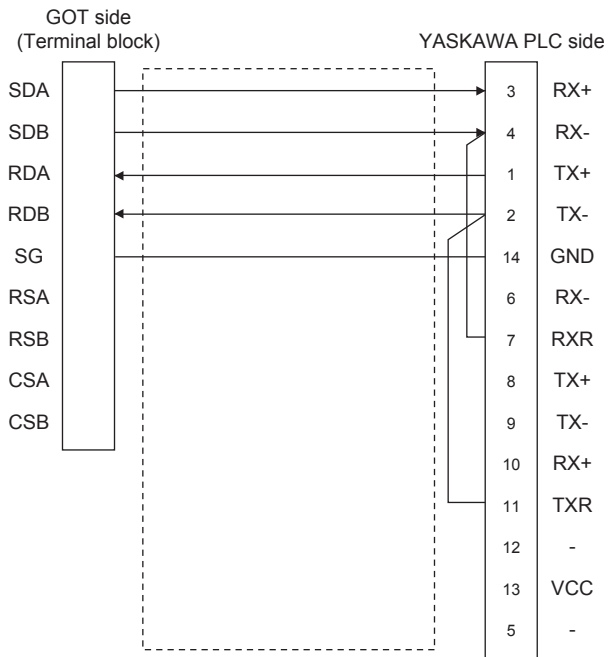 GOT side
(Terminal block)
YASKAWA PLC side
SDA 3 RX+
SDB 4 RX-
RDA 1 TX+
RDB 2 TX-
SG 14 GND
RSA 6 RX-
RSB 7 RXR
CSA 8 TX+
CSB 9 TX-
10 RX+
11 TXR
12 -
13 VCC
5 -